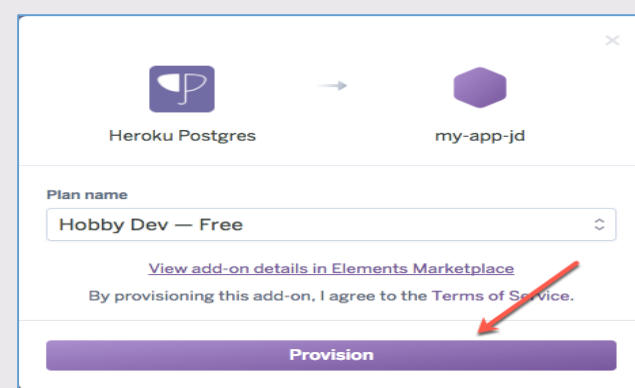 Heroku Postgres
my-app-jd
Plan name
Hobby Dev — Free
View add-on details in Elements Marketplace
By provisioning this add-on, I agree to the Terms of Service.
Provision